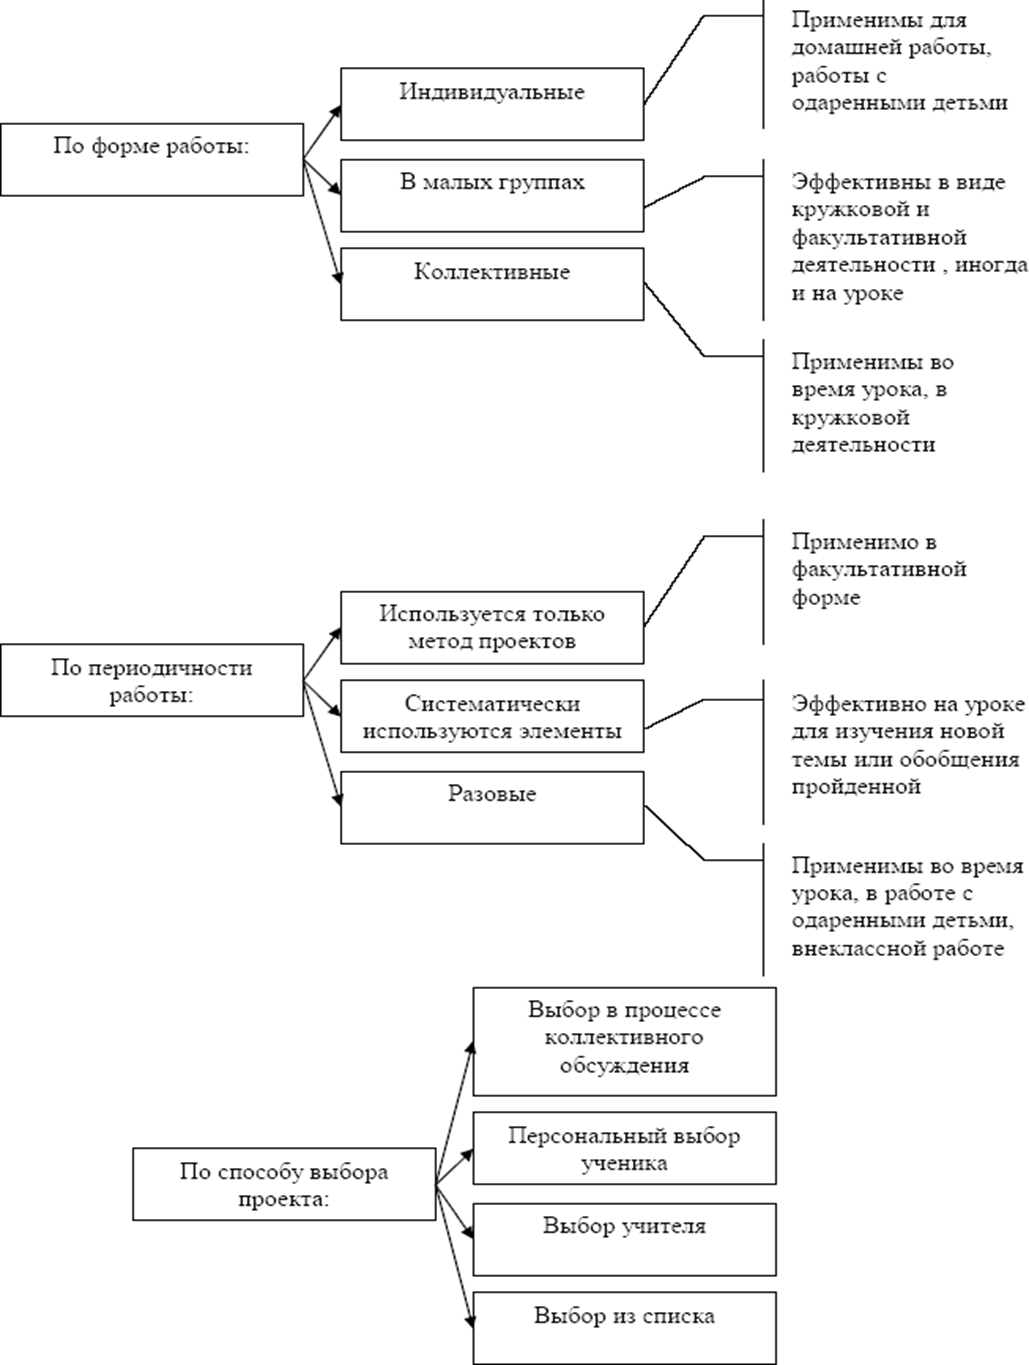 По форме работы:
Индивидуальные
Применимы для
домашней работы,
работы с
одаренными детьми
В малых группах
Эффективны в виде
кружковой и
факультативной
деятельности , иногда
и на уроке
Коллективные
Применимы во
время урока, в
кружковой
деятельности
По периодичности
работы:
Используется только
метод проектов
Применимо в
факультативной
форме
Систематически
используются элементы
Эффективно на уроке
для изучения новой
темы или обобщения
пройденной
Разовые
Применимы во время
урока, в работе с
одаренными детьми,
внеклассной работе
По способу выбора
проекта:
Выбор в процессе
коллективного
обсуждения
Персональный выбор
ученика
Выбор учителя
Выбор из списка